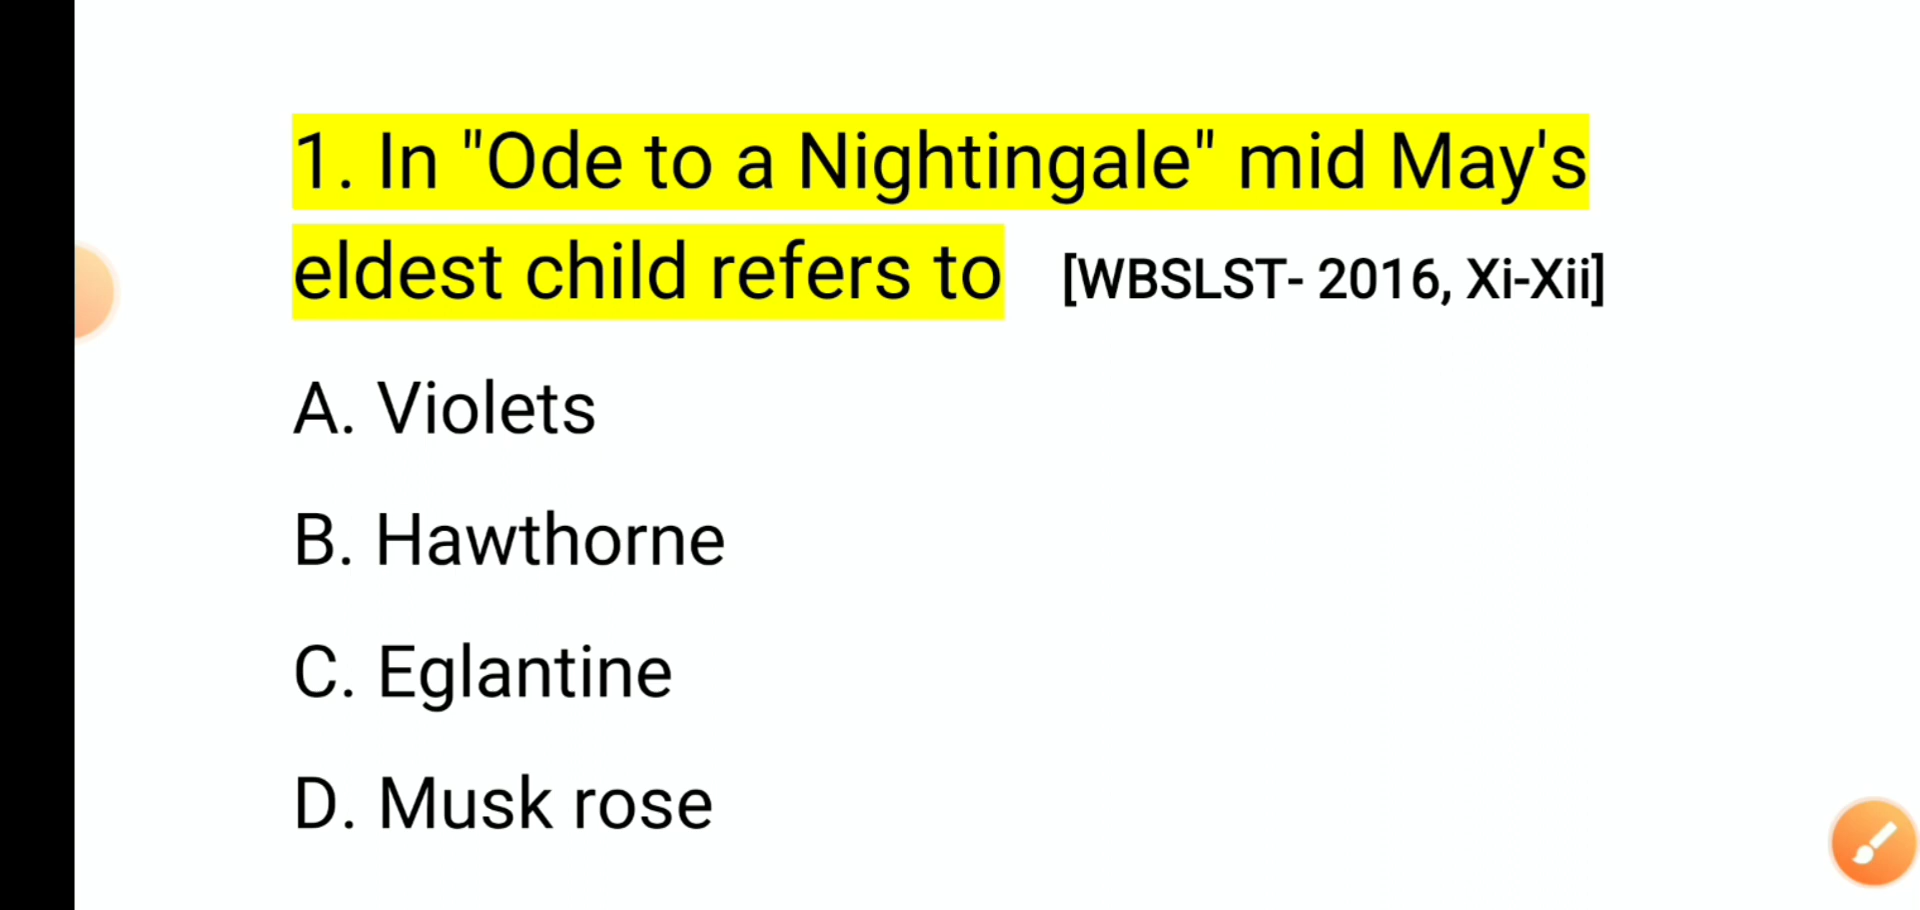 1. In "Ode to a Nightingale" mid May's
eldest child refers to [WBSLST- 2016, Xi-Xii]
A. Violets
B. Hawthorne
C. Eglantine
D. Musk rose